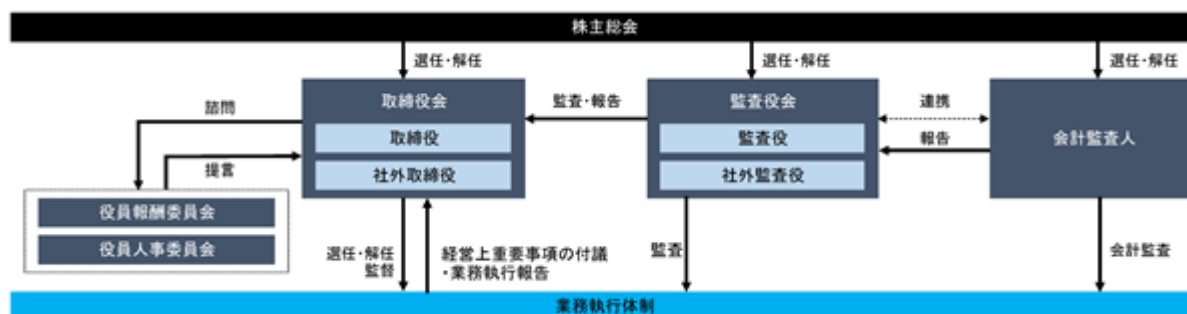 株主総会
選任・解任
選任・解任
選任・解任
取締役会
取締役
社外取締役
監査・報告
監査役会
監査役
社外監査役
連携
報告
会計監査人
諮問
提言
役員報酬委員会
役員人事委員会
選任・解任
監督
経営上重要事項の付議
・業務執行報告
監査
会計監査
業務執行体制